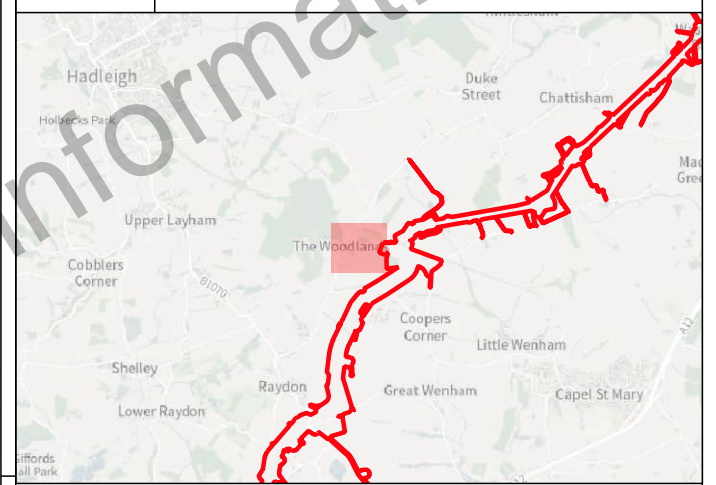 Hadleigh
Duke
Street
Chattisham
Holbecks Park
Upper Layham
The Woodlands
Cobblers
Corner
B1070
Coopers
Corner
A12
Little Wenham
Shelley
Raydon
Great Wenham
Capel St Mary
Lower Raydon